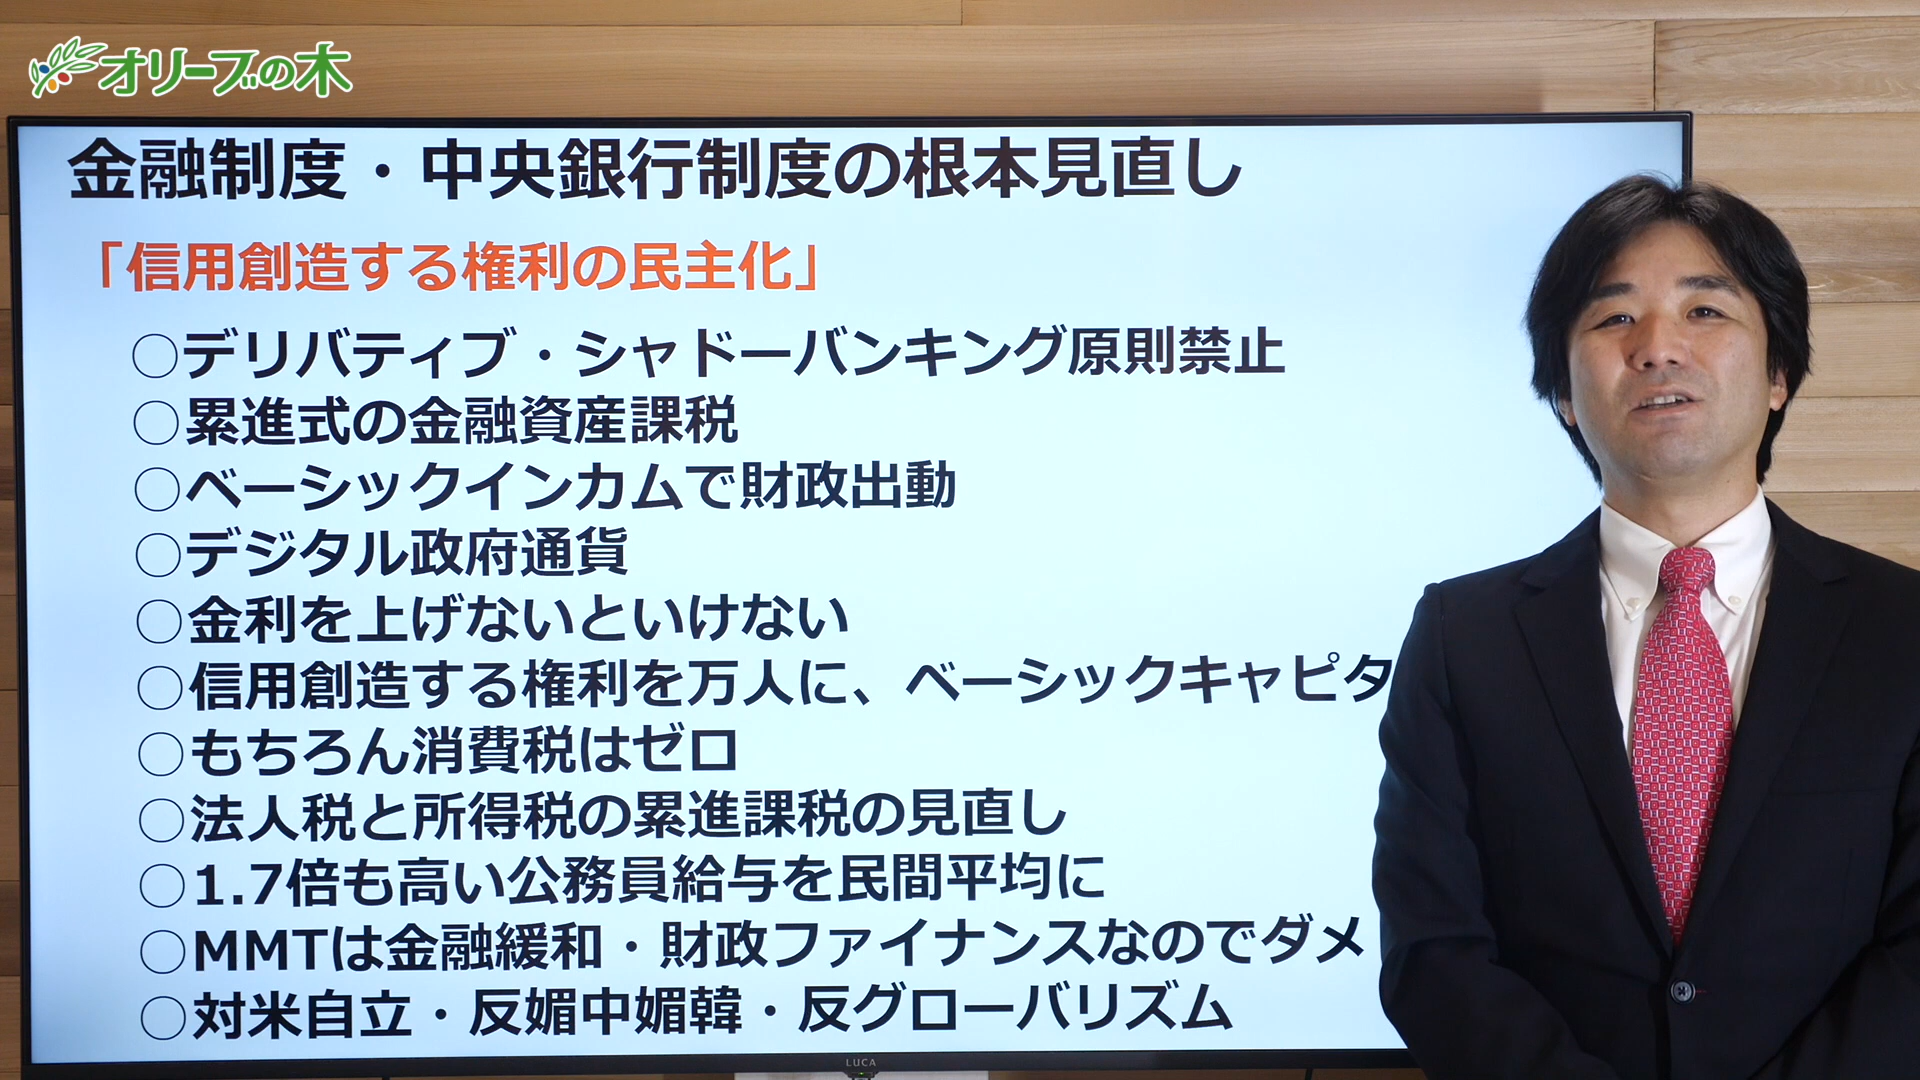 オリーブの木
金融制度・中央銀行制度の根本見直し
「信用創造する権利の民主化」
○デリバティブ・シャドーバンキング原則禁止
○累進式の金融資産課税
○ベーシックインカムで財政出動
○デジタル政府通貨
○金利を上げないといけない
○信用創造する権利を万人に、ベーシックキャピタ
○もちろん消費税はゼロ
○法人税と所得税の累進課税の見直し
○1.7倍も高い公務員給与を民間平均に
○MMTは金融緩和・財政ファイナンスなのでダメ
○対米自立・反媚中媚韓・反グローバリズム
LUCA